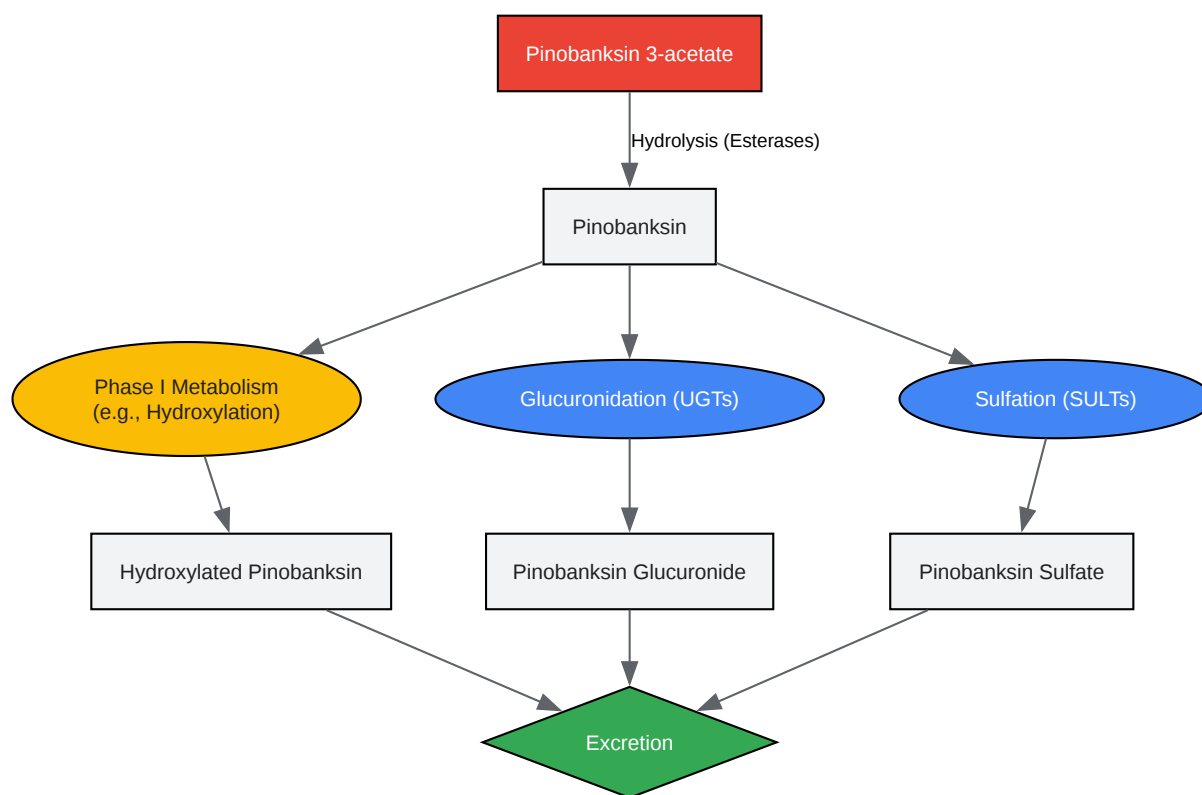 Pinobanksin 3-acetate
Hydrolysis (Esterases)
Pinobanksin
Phase I Metabolism
(e.g., Hydroxylation)
Glucuronidation (UGTs)
Sulfation (SULTs)
Hydroxylated Pinobanksin
Pinobanksin Glucuronide
Pinobanksin Sulfate
Excretion